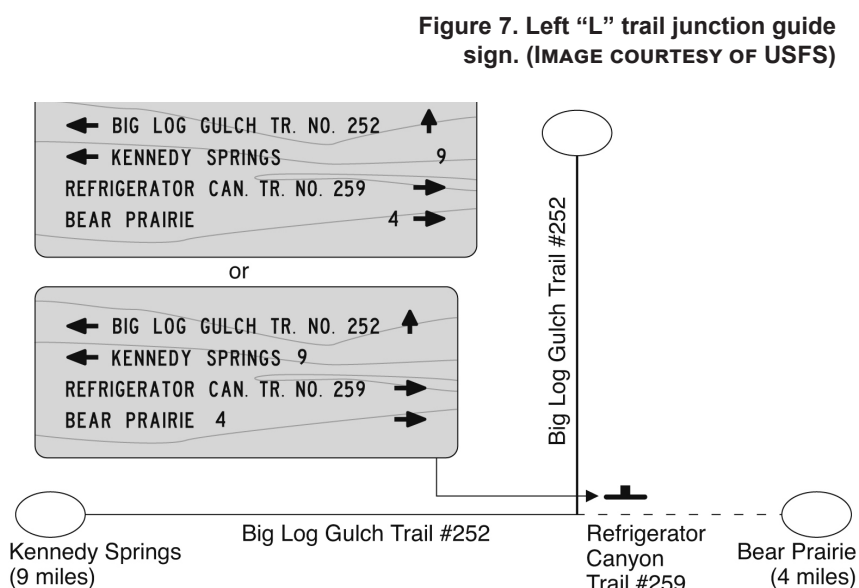 Figure 7. Left “L” trail junction guide
sign. (IMAGE COURTESY OF USFS)
BIG LOG GULCH TR. NO. 252
KENNEDY SPRINGS 9
REFRIGERATOR CAN. TR. NO. 259
BEAR PRAIRIE 4
or
BIG LOG GULCH TR. NO. 252
KENNEDY SPRINGS 9
REFRIGERATOR CAN. TR. NO. 259
BEAR PRAIRIE 4
Big Log Gulch Trail #252
Big Log Gulch Trail #252
Kennedy Springs
(9 miles)
Refrigerator
Canyon
Trail #259
Bear Prairie
(4 miles)